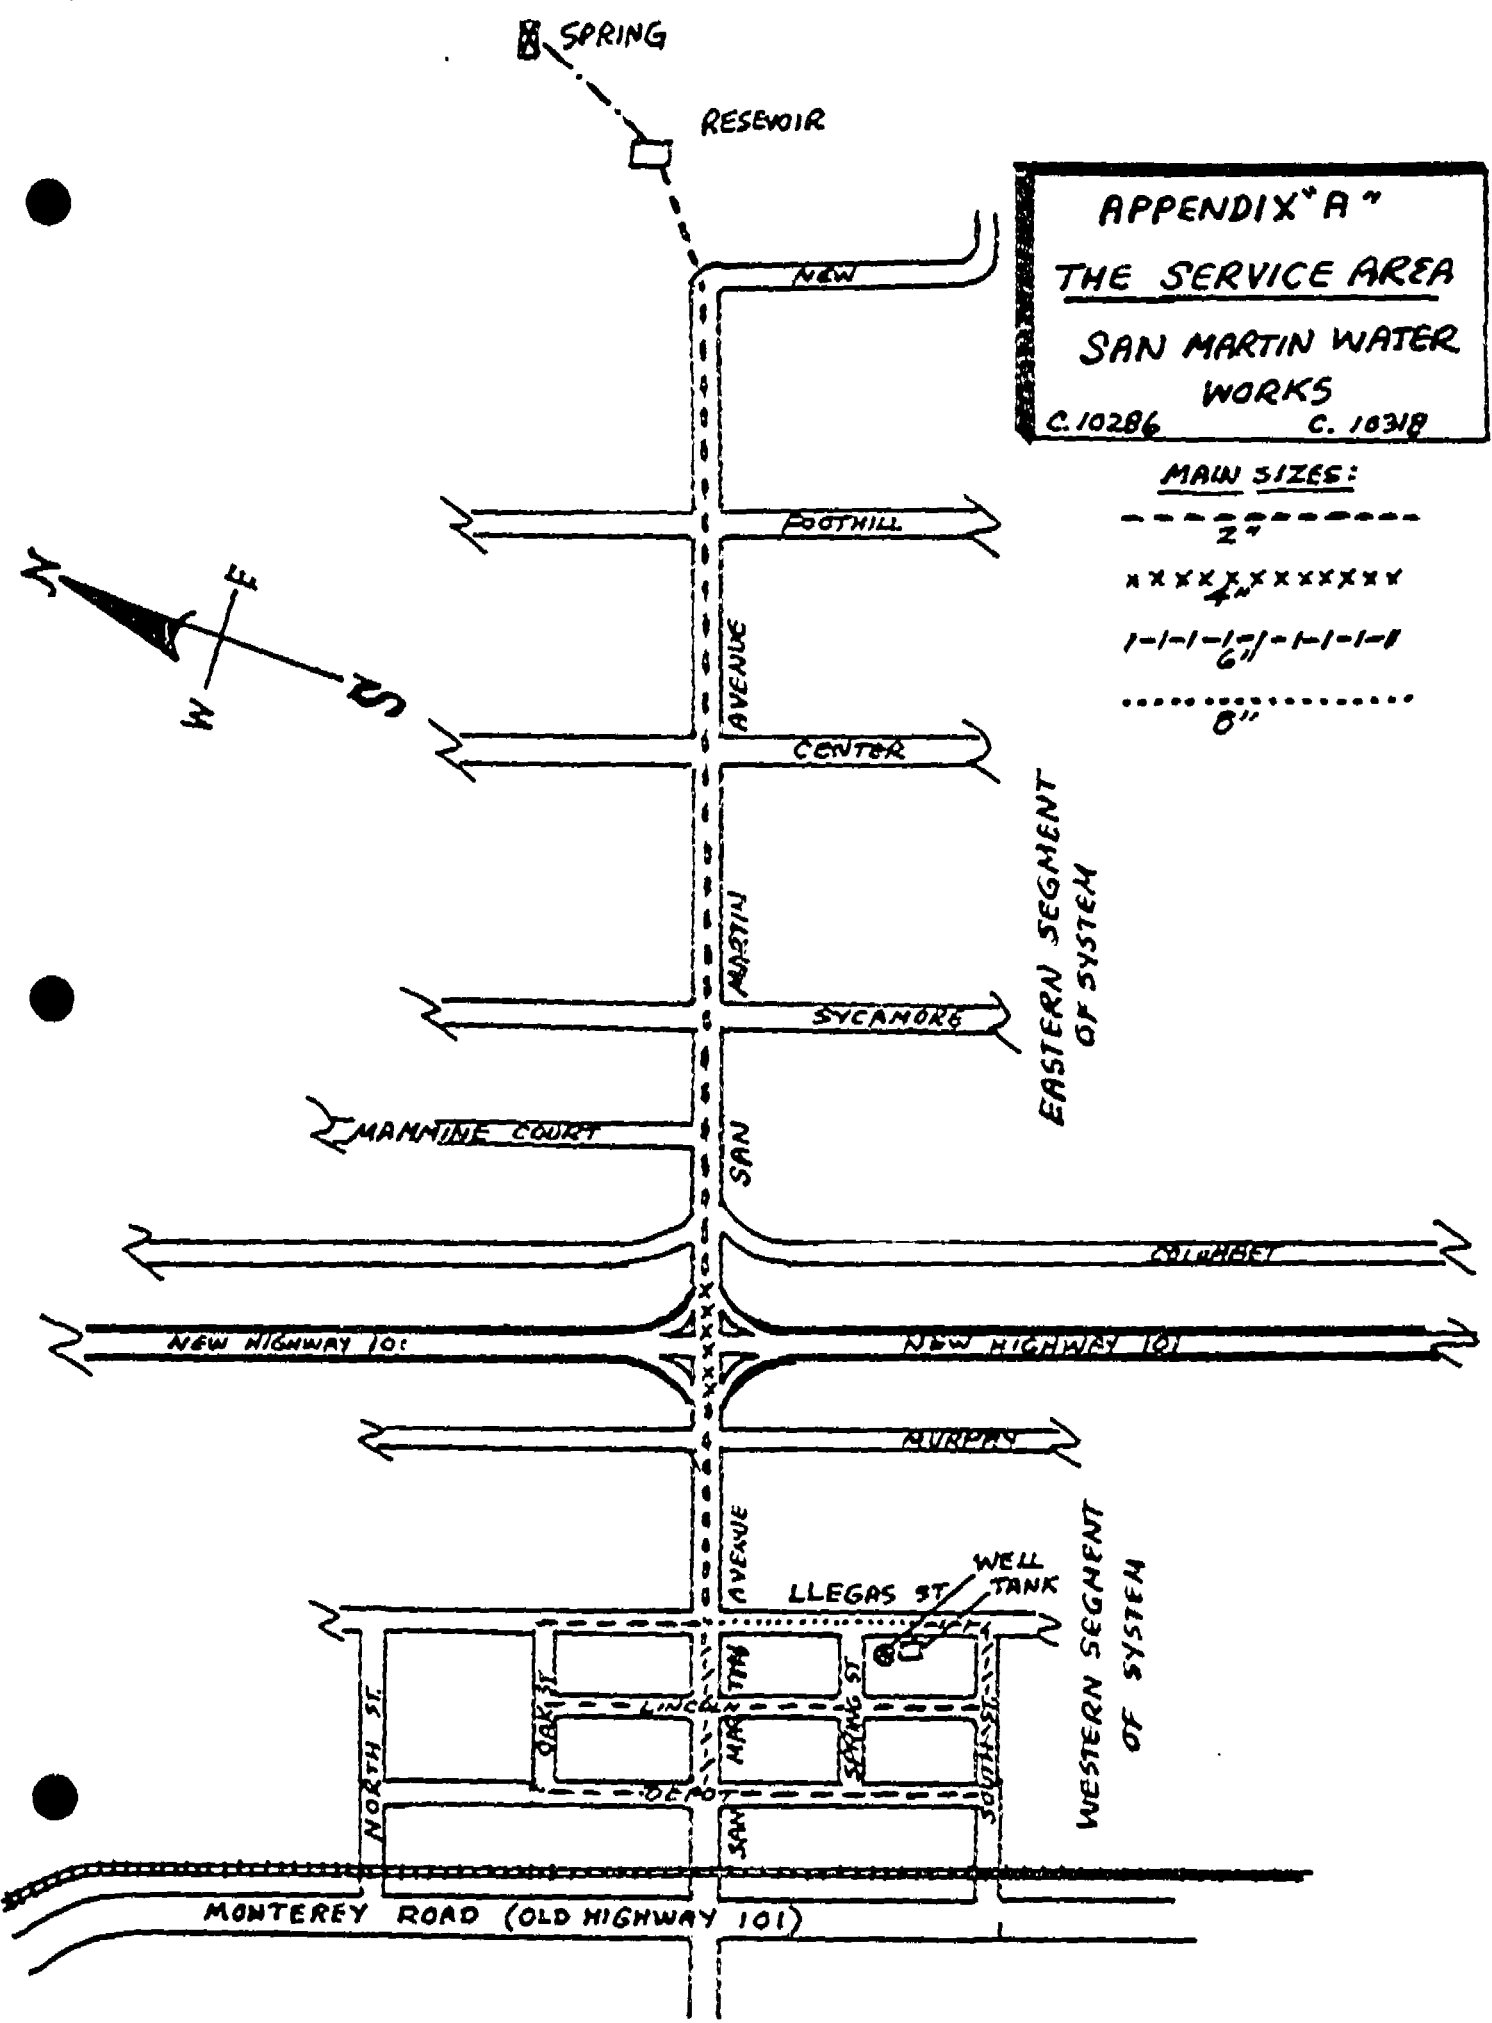 SPRING
RESEVOIR
APPENDIX "A"
THE SERVICE AREA
SAN MARTIN WATER
WORKS
C. 10286 C. 10318
NEW
MAIN SIZES:
2"
4"
6"
8"
FOOTHILL
N
E
W
S
AVENUE
CENTER
EASTERN SEGMENT
OF SYSTEM
MARTIN
SYCAMORE
MAMMINE COURT
SAN
COLUMBET
NEW HIGHWAY 101
NEW HIGHWAY 101
MURPHY
AVENUE
WELL
TANK
LLEGAS ST
WESTERN SEGMENT
OF SYSTEM
MARTIN
LINCOLN
OAK ST
SPRING ST
SOUTH ST.
NORTH ST.
DEPOT
SAN
MONTEREY ROAD (OLD HIGHWAY 101)